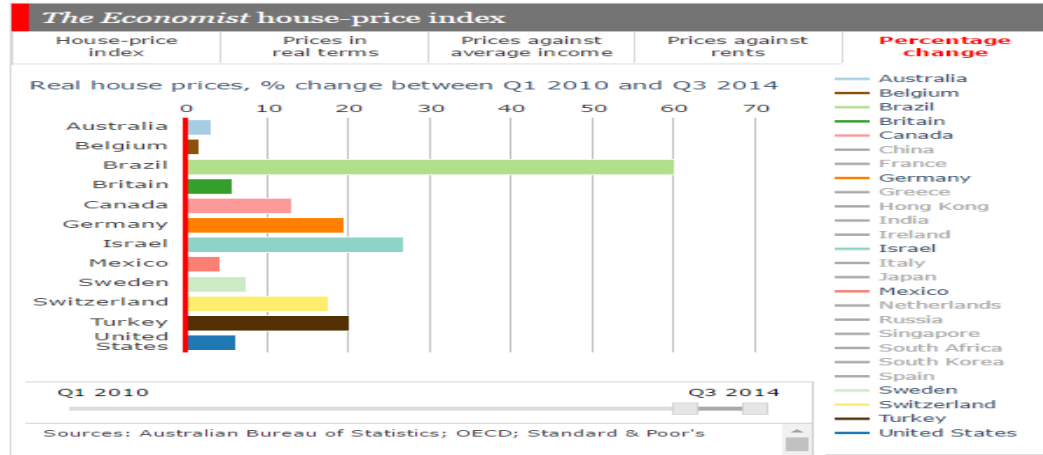 The Economist house-price index
House-price index
Prices in real terms
Prices against average income
Prices against rents
Percentage change
Real house prices, % change between Q1 2010 and Q3 2014
0 10 20 30 40 50 60 70
Australia
Belgium
Brazil
Britain
Canada
Germany
Israel
Mexico
Sweden
Switzerland
Turkey
United
States
Q1 2010 Q3 2014
Sources: Australian Bureau of Statistics; OECD; Standard & Poor's
Australia
Belgium
Brazil
Britain
Canada
China
France
Germany
Greece
Hong Kong
India
Ireland
Israel
Italy
Japan
Mexico
Netherlands
Russia
Singapore
South Africa
South Korea
Spain
Sweden
Switzerland
Turkey
United States